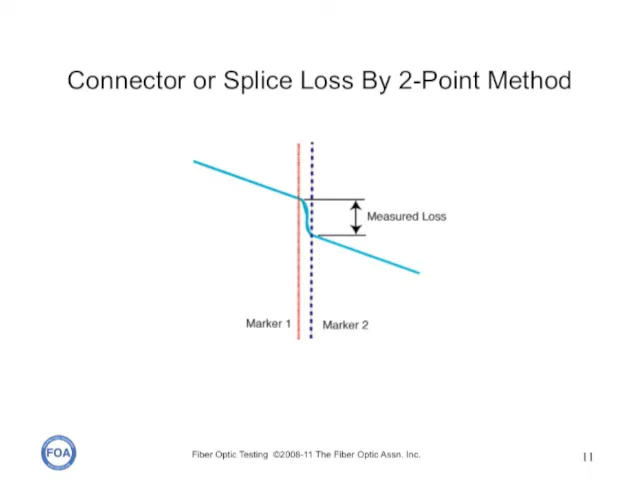 Connector or Splice Loss By 2-Point Method
Measured Loss
Marker 1
Marker 2
FOA
Fiber Optic Testing ©2008-11 The Fiber Optic Assn. Inc.
11